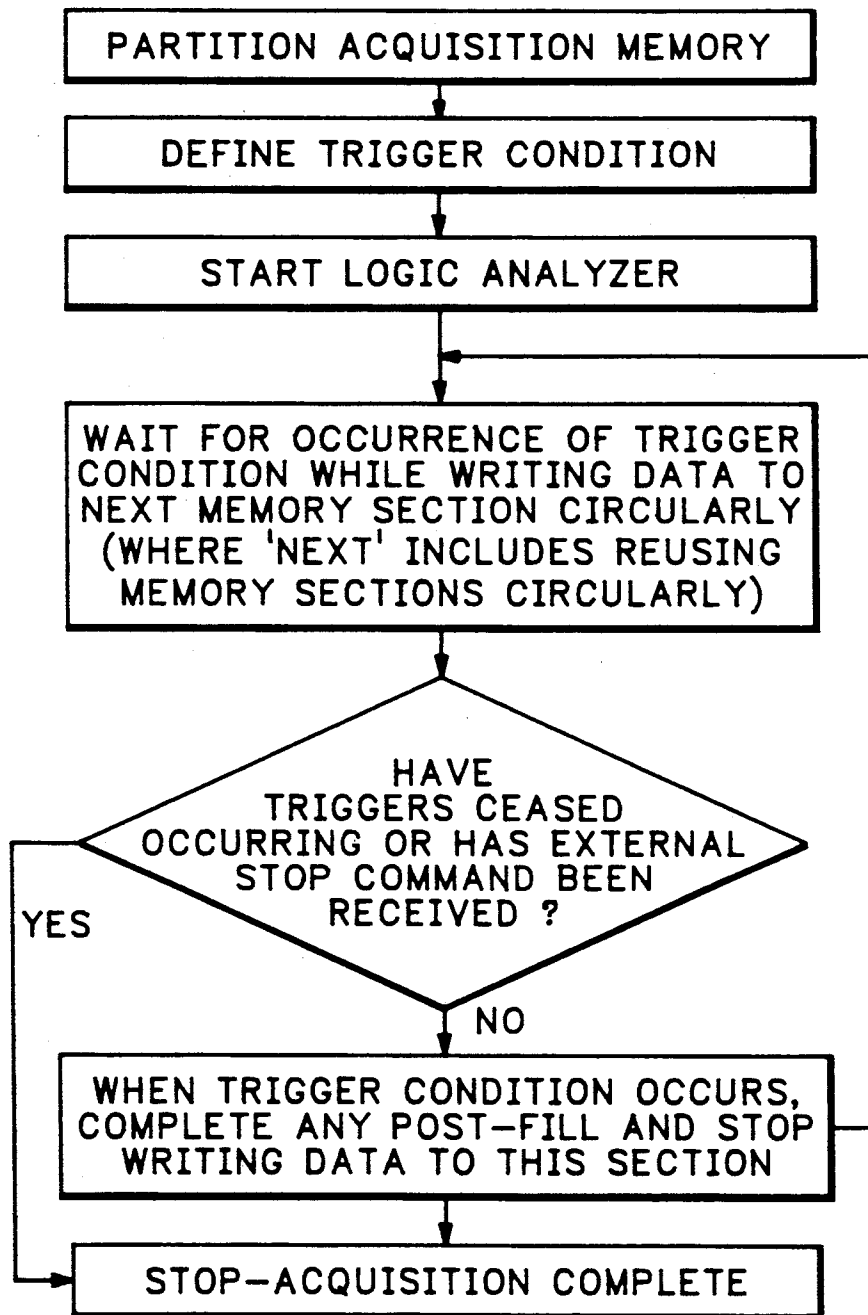 PARTITION ACQUISITION MEMORY
DEFINE TRIGGER CONDITION
START LOGIC ANALYZER
WAIT FOR OCCURRENCE OF TRIGGER
CONDITION WHILE WRITING DATA TO
NEXT MEMORY SECTION CIRCULARLY
(WHERE 'NEXT' INCLUDES REUSING
MEMORY SECTIONS CIRCULARLY)
HAVE
TRIGGERS CEASED
OCCURRING OR HAS EXTERNAL
STOP COMMAND BEEN
RECEIVED ?
YES
NO
WHEN TRIGGER CONDITION OCCURS,
COMPLETE ANY POST-FILL AND STOP
WRITING DATA TO THIS SECTION
STOP-ACQUISITION COMPLETE